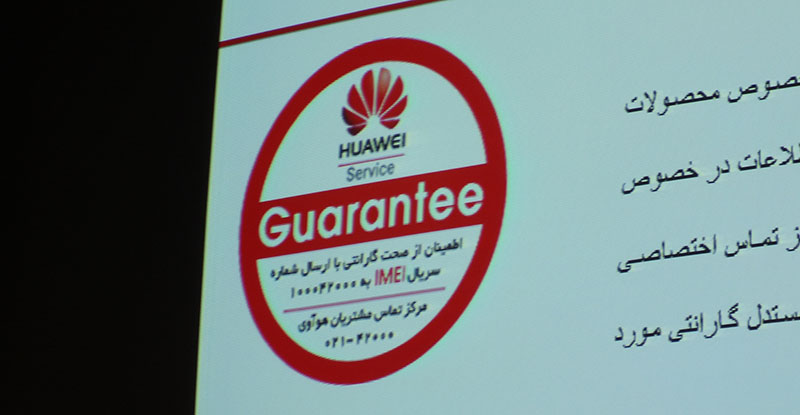 HUAWEI
Service
Guarantee
اطمینان از صحت گارانتی با ارسال شماره
سریال IMEI به ۱۰۰۰۴۲۰۰۰
مرکز تماس مشتریان هوآوی
۰۲۱-۴۲۰۰۰
محصولات
در خصوص
تماس اختصاصی
گارانتی مورد